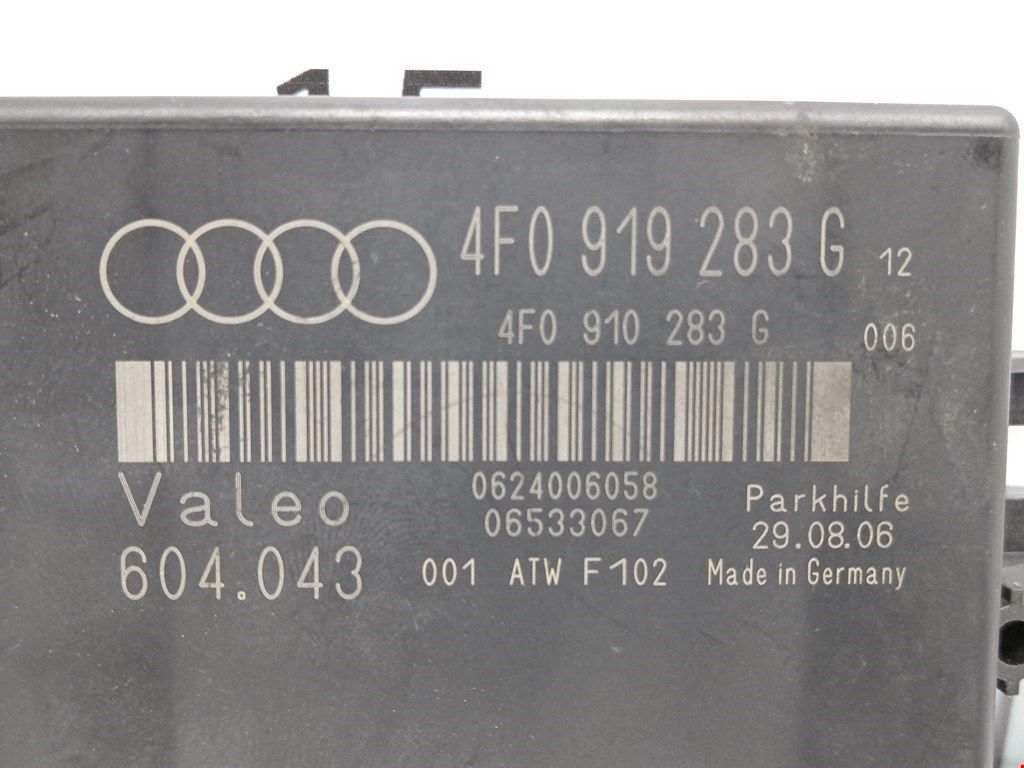 4F0 919 283 G 12
4F0 910 283 G 006
0624006058
06533067
Valeo
604.043
001 ATW F102
Parkhilfe
29.08.06
Made in Germany